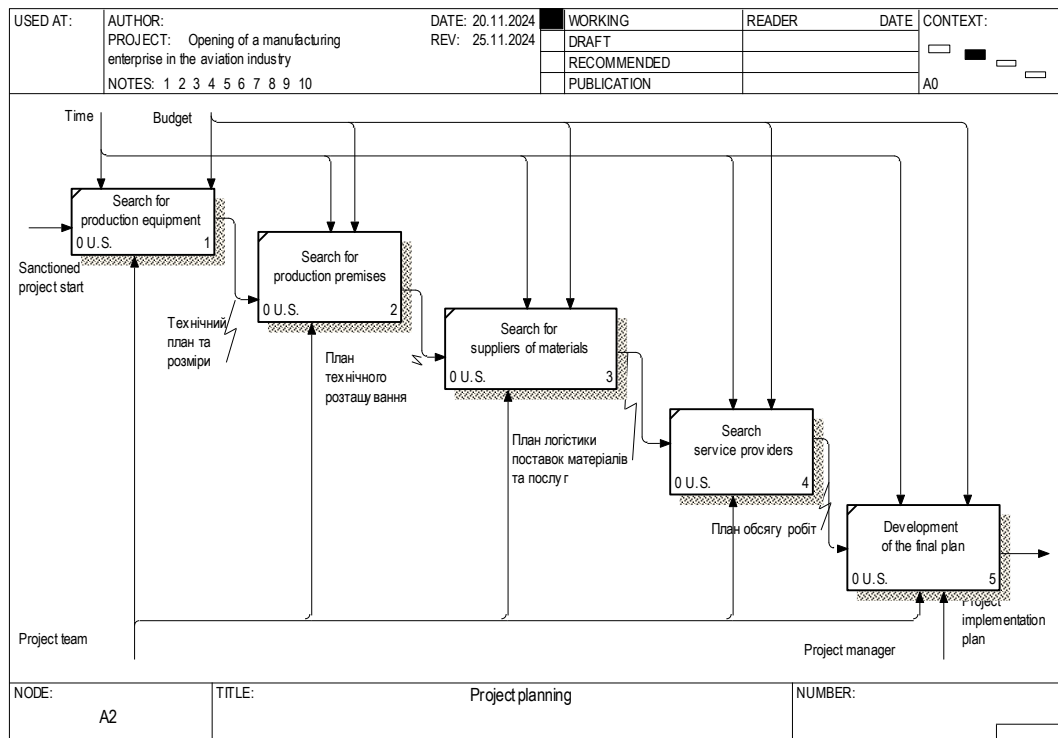 USED AT:
AUTHOR:
DATE: 20.11.2024
PROJECT: Opening of a manufacturing
enterprise in the aviation industry
REV: 25.11.2024
NOTES: 1 2 3 4 5 6 7 8 9 10
WORKING
DRAFT
RECOMMENDED
PUBLICATION
READER DATE
CONTEXT:
A0
Time
Budget
Search for
production equipment
0 U.S. 1
Sanctioned
project start
Search for
production premises
0 U.S. 2
Технічний
план та
розміри
Search for
suppliers of materials
0 U.S. 3
План
технічного
розташування
Search
service providers
0 U.S. 4
План логістики
поставок матеріалів
та послуг
Development
of the final plan
0 U.S. 5
План обсягу робіт
Project
implementation
plan
Project team
Project manager
NODE:
A2
TITLE:
Project planning
NUMBER: